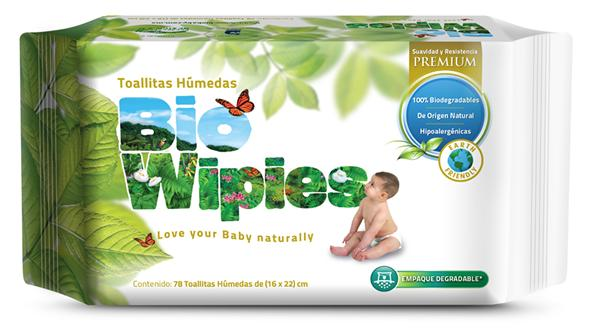 Suavidad y Resistencia
PREMIUM
Toallitas Húmedas
Bio
Wipies
100% Biodegradables
De Origen Natural
Hipoalergénicas
EARTH
FRIENDLY
Love your Baby naturally
Contenido: 78 Toallitas Húmedas de (16 x 22) cm
EMPAQUE DEGRADABLE*